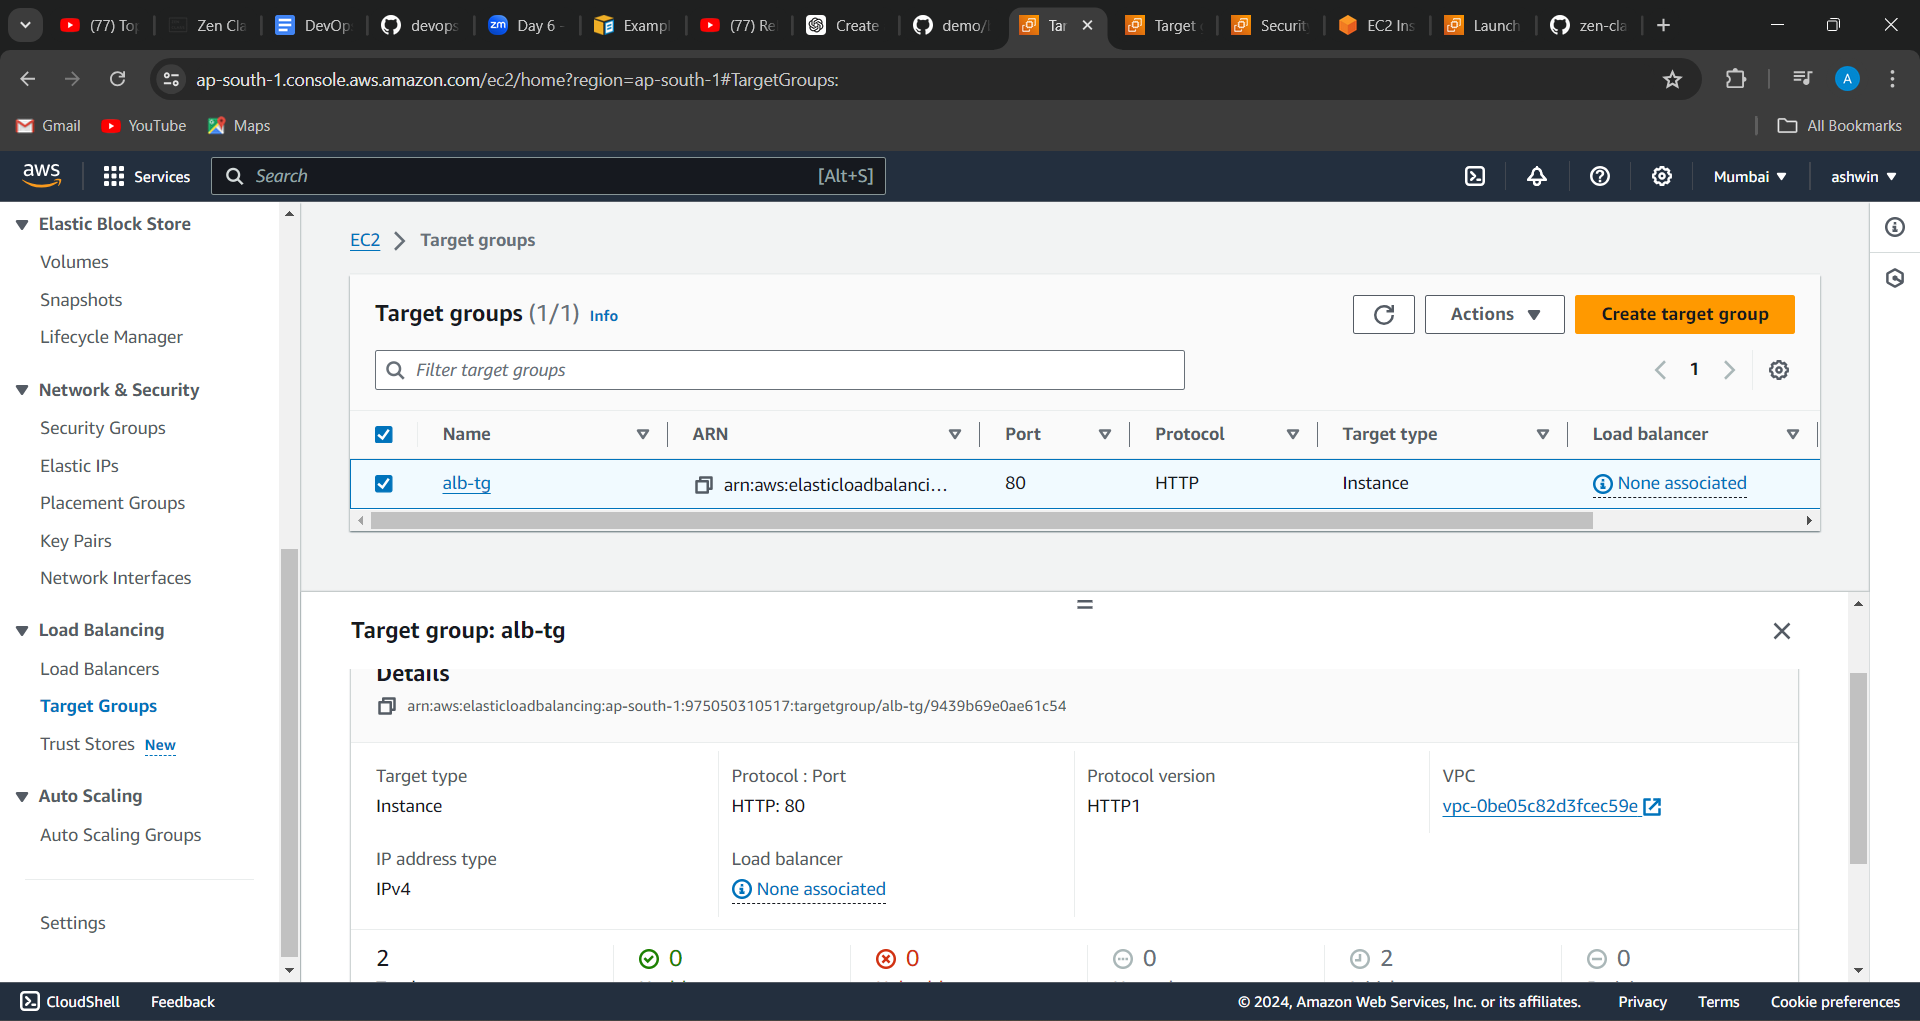 (77) To
Zen Cla
DevOp
devops
zm Day 6 -
Exampl
(77) Re
Create
demo/
Tar
Target
Securit
EC2 Ins
Launch
zen-cla
ap-south-1.console.aws.amazon.com/ec2/home?region=ap-south-1#TargetGroups:
A
Gmail
YouTube
Maps
All Bookmarks
aws
Services
Search
[Alt+S]
Mumbai
ashwin
Elastic Block Store
Volumes
Snapshots
Lifecycle Manager
Network & Security
Security Groups
Elastic IPs
Placement Groups
Key Pairs
Network Interfaces
Load Balancing
Load Balancers
Target Groups
Trust Stores New
Auto Scaling
Auto Scaling Groups
Settings
EC2 > Target groups
Target groups (1/1) Info
Actions
Create target group
Filter target groups
1
Name ARN Port Protocol Target type Load balancer
alb-tg arn:aws:elasticloadbalanci... 80 HTTP Instance None associated
Target group: alb-tg
Details
arn:aws:elasticloadbalancing:ap-south-1:975050310517:targetgroup/alb-tg/9439b69e0ae61c54
Target type Protocol : Port Protocol version VPC
Instance HTTP: 80 HTTP1 vpc-0be05c82d3fcec59e
IP address type Load balancer
IPv4 None associated
2 0 0 0 2 0
CloudShell Feedback
© 2024, Amazon Web Services, Inc. or its affiliates. Privacy Terms Cookie preferences